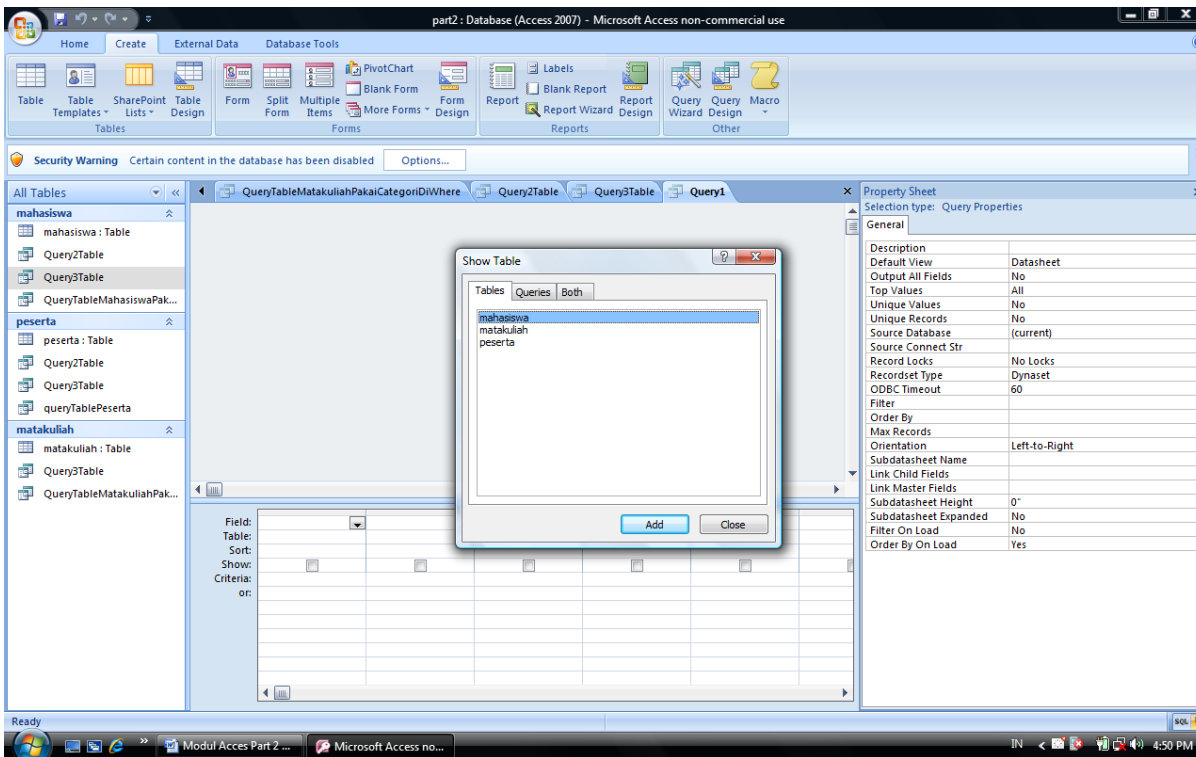 part2 : Database (Access 2007) - Microsoft Access non-commercial use
Home Create External Data Database Tools
Table
Table Templates
SharePoint Lists
Table Design
Tables
Form
Split Form
Multiple Items
PivotChart
Blank Form
More Forms
Form Design
Forms
Report
Labels
Blank Report
Report Wizard
Report Design
Reports
Query Wizard
Query Design
Macro
Other
Security Warning Certain content in the database has been disabled Options...
All Tables
mahasiswa
mahasiswa : Table
Query2Table
Query3Table
QueryTableMahasiswaPak...
peserta
peserta : Table
Query2Table
Query3Table
queryTablePeserta
matakuliah
matakuliah : Table
Query3Table
QueryTableMatakuliahPak...
QueryTableMatakuliahPakaiCategoriDiWhere Query2Table Query3Table Query1
Show Table
Tables Queries Both
mahasiswa
matakuliah
peserta
Add Close
Field:
Table:
Sort:
Show:
Criteria:
or:
Property Sheet
Selection type: Query Properties
General
Description
Default View Datasheet
Output All Fields No
Top Values All
Unique Values No
Unique Records No
Source Database (current)
Source Connect Str
Record Locks No Locks
Recordset Type Dynaset
ODBC Timeout 60
Filter
Order By
Max Records
Orientation Left-to-Right
Subdatasheet Name
Link Child Fields
Link Master Fields
Subdatasheet Height 0"
Subdatasheet Expanded No
Filter On Load No
Order By On Load Yes
Ready
SQL
Modul Acces Part 2 ... Microsoft Access no... IN 4:50 PM